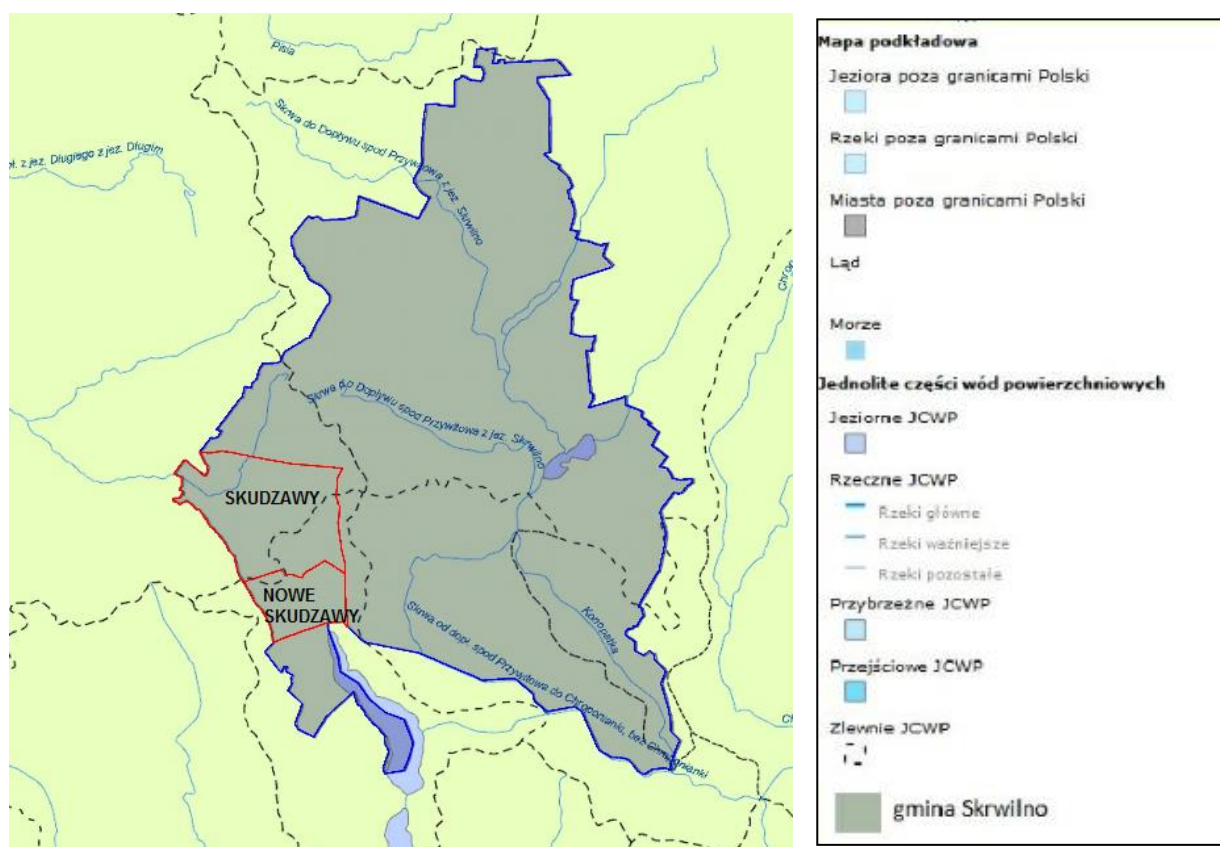 Pisia
Skrwa do Dopływu spod Przywitowa z jez. Skrwilno
z jez. Długiego z jez. Długim
Skrwa do Dopływu spod Przywitowa z jez. Skrwilno
SKUDZAWY
NOWE
SKUDZAWY
Konopatka
Skrwa od dopł. spod Przywitowa do Chroponianki, bez Chroponianki
Mapa podkładowa
Jeziora poza granicami Polski
Rzeki poza granicami Polski
Miasta poza granicami Polski
Ląd
Morze
Jednolite części wód powierzchniowych
Jeziorne JCWP
Rzeczne JCWP
Rzeki główne
Rzeki ważniejsze
Rzeki pozostałe
Przybrzeżne JCWP
Przejściowe JCWP
Zlewnie JCWP
gmina Skrwilno